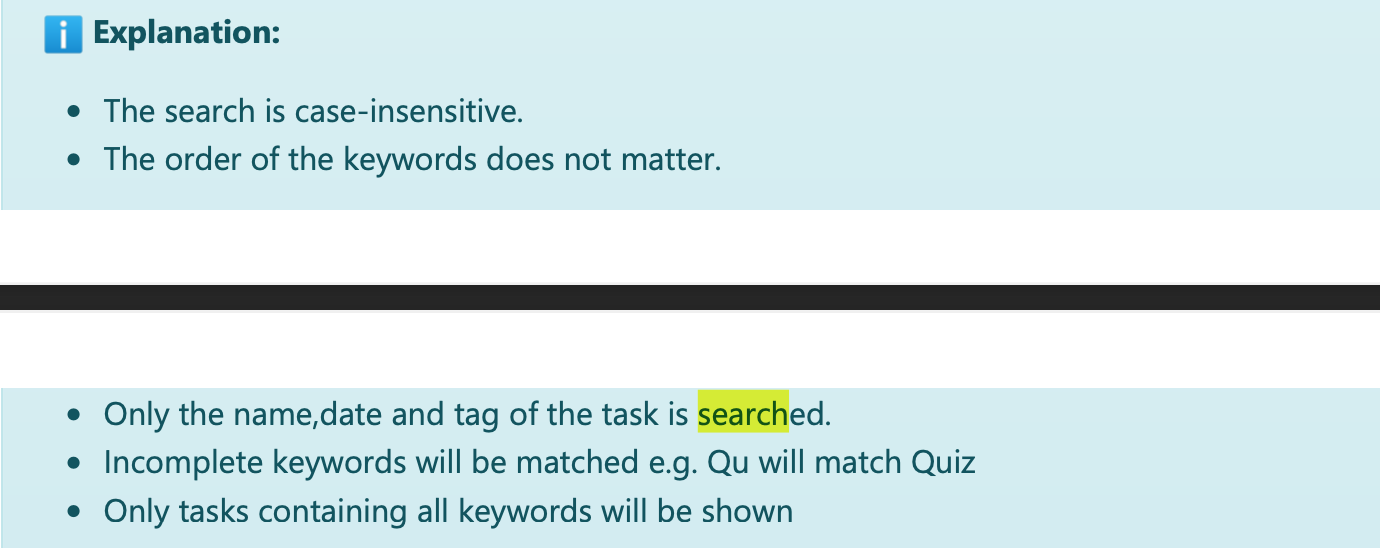 Explanation:
The search is case-insensitive.
The order of the keywords does not matter.
Only the name,date and tag of the task is searched.
Incomplete keywords will be matched e.g. Qu will match Quiz
Only tasks containing all keywords will be shown